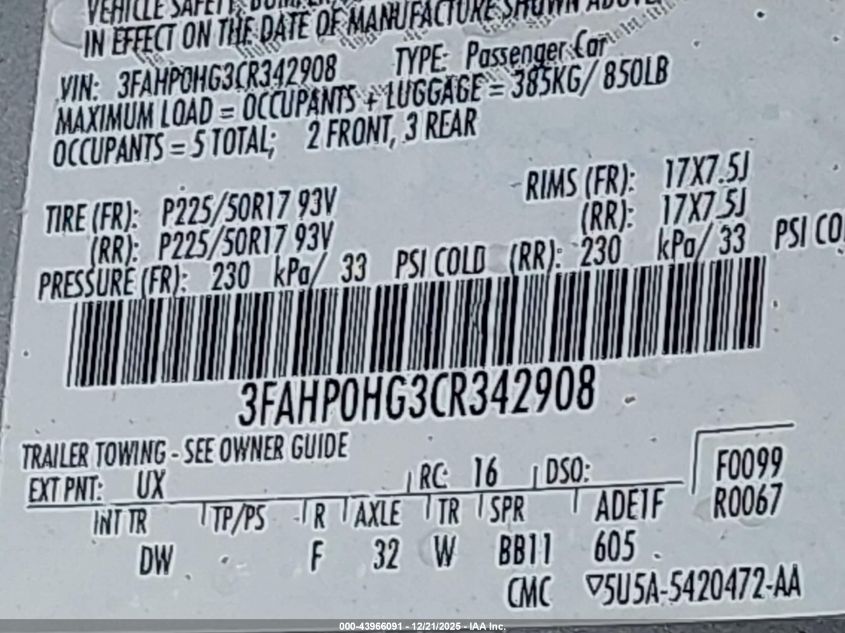 VEHICLE SAFETY,
IN EFFECT ON THE DATE OF MANUFACTURE SHOWN ABOVE
VIN: 3FAHP0HG3CR342908 TYPE: Passenger Car
MAXIMUM LOAD = OCCUPANTS + LUGGAGE = 385KG/ 850LB
OCCUPANTS = 5 TOTAL; 2 FRONT, 3 REAR
TIRE (FR): P225/50R17 93V RIMS (FR): 17X7.5J
(RR): P225/50R17 93V (RR): 17X7.5J
PRESSURE (FR): 230 kPa/ 33 PSI COLD (RR): 230 kPa/ 33 PSI CO
3FAHP0HG3CR342908
TRAILER TOWING - SEE OWNER GUIDE
EXT PNT: UX RC: 16 DSO: F0099
INT TR TP/PS R AXLE TR SPR ADE1F R0067
DW F 32 W BB11 605
CMC ▽5U5A-5420472-AA
000-43966091 - 12/21/2025 - IAA Inc.